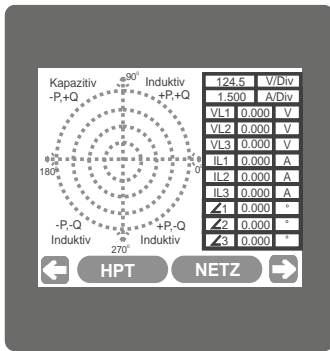 Kapazitiv 90° Induktiv
-P,+Q +P,+Q
180° 0°
-P,-Q +P,-Q
Induktiv Induktiv
270°
124.5 V/Div
1.500 A/Div
VL1 0.000 V
VL2 0.000 V
VL3 0.000 V
IL1 0.000 A
IL2 0.000 A
IL3 0.000 A
∠1 0.000 °
∠2 0.000 °
∠3 0.000 °
HPT NETZ